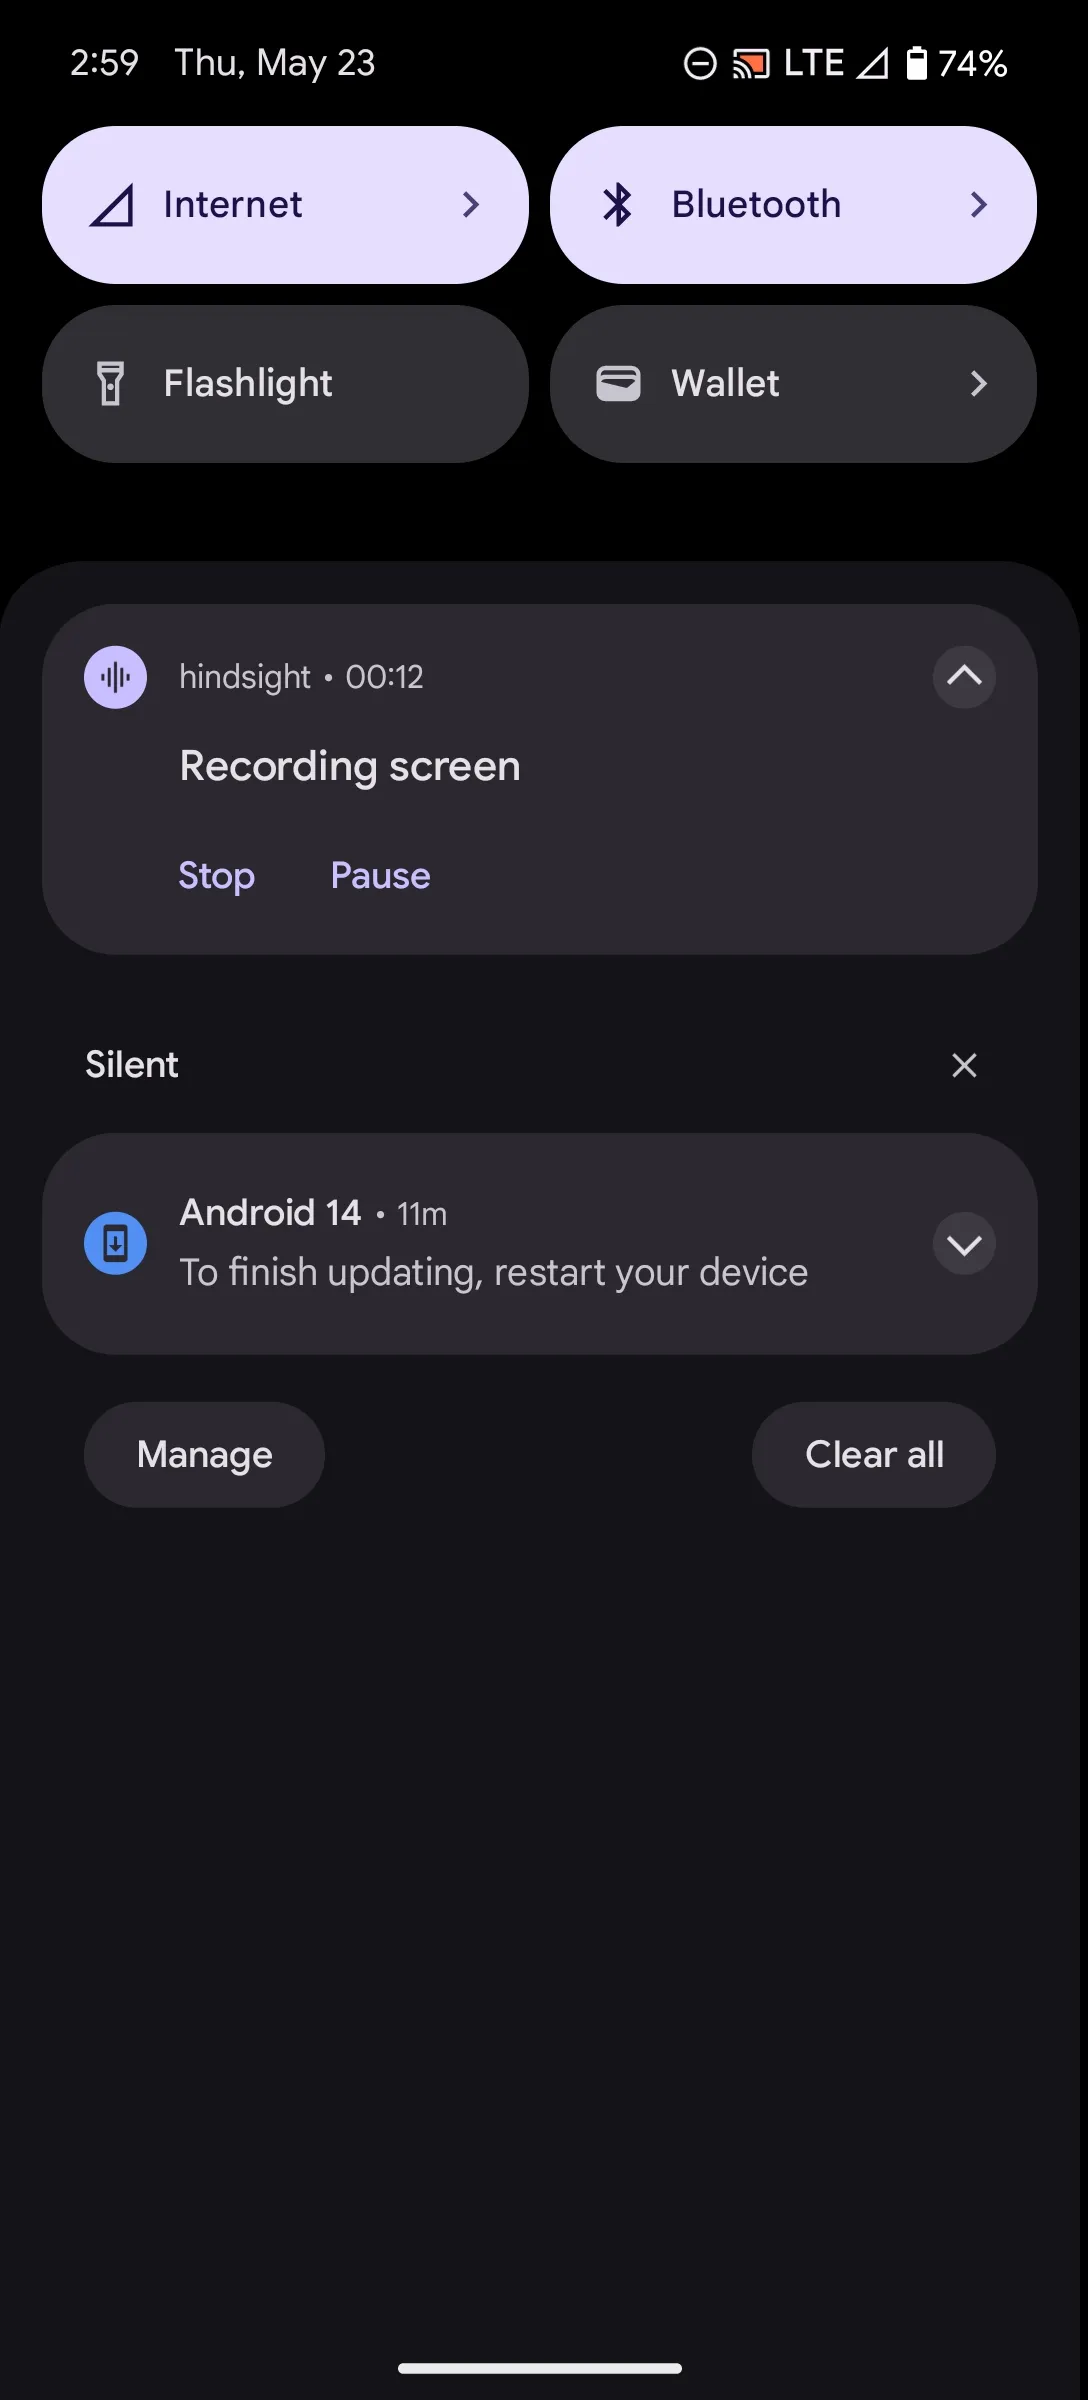 2:59 Thu, May 23 LTE 74%
Internet Bluetooth
Flashlight Wallet
hindsight • 00:12
Recording screen
Stop Pause
Silent
Android 14 • 11m
To finish updating, restart your device
Manage Clear all